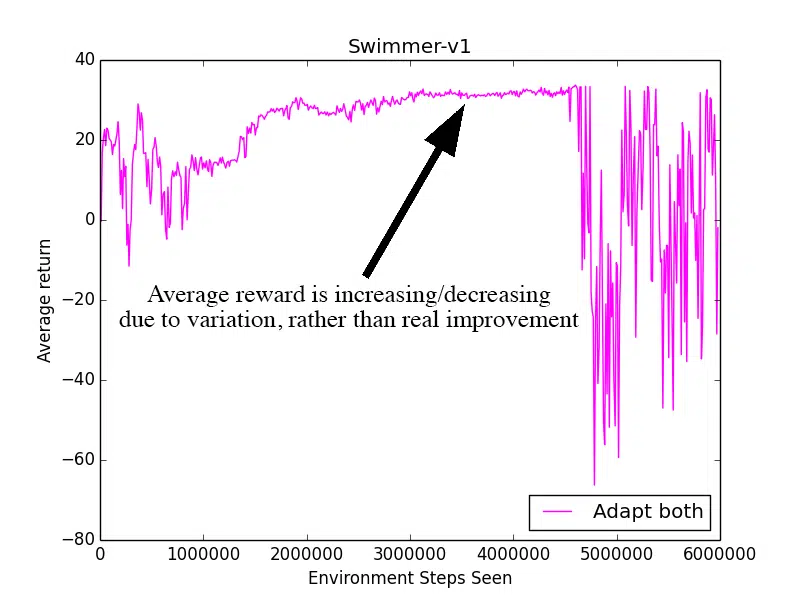 Swimmer-v1
40
20
0
−20
−40
−60
−80
Average return
Average reward is increasing/decreasing
due to variation, rather than real improvement
Adapt both
0 1000000 2000000 3000000 4000000 5000000 6000000
Environment Steps Seen